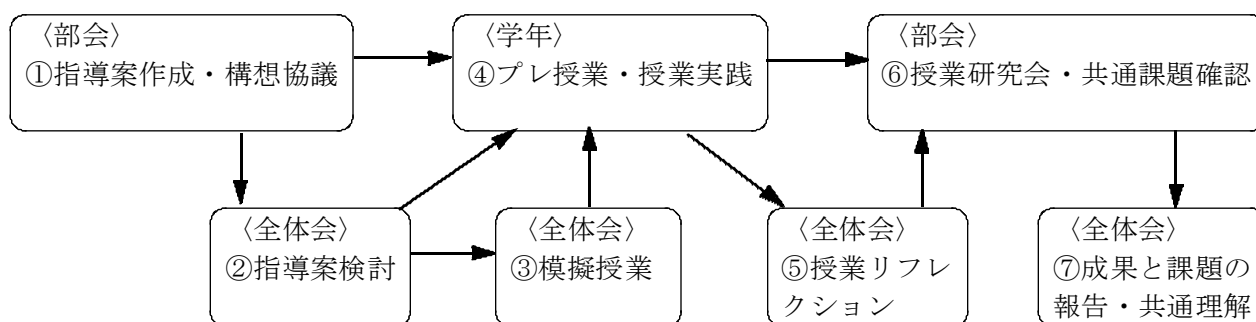 〈部会〉
①指導案作成・構想協議
〈学年〉
④プレ授業・授業実践
〈部会〉
⑥授業研究会・共通課題確認
〈全体会〉
②指導案検討
〈全体会〉
③模擬授業
〈全体会〉
⑤授業リフレ
クション
〈全体会〉
⑦成果と課題の
報告・共通理解